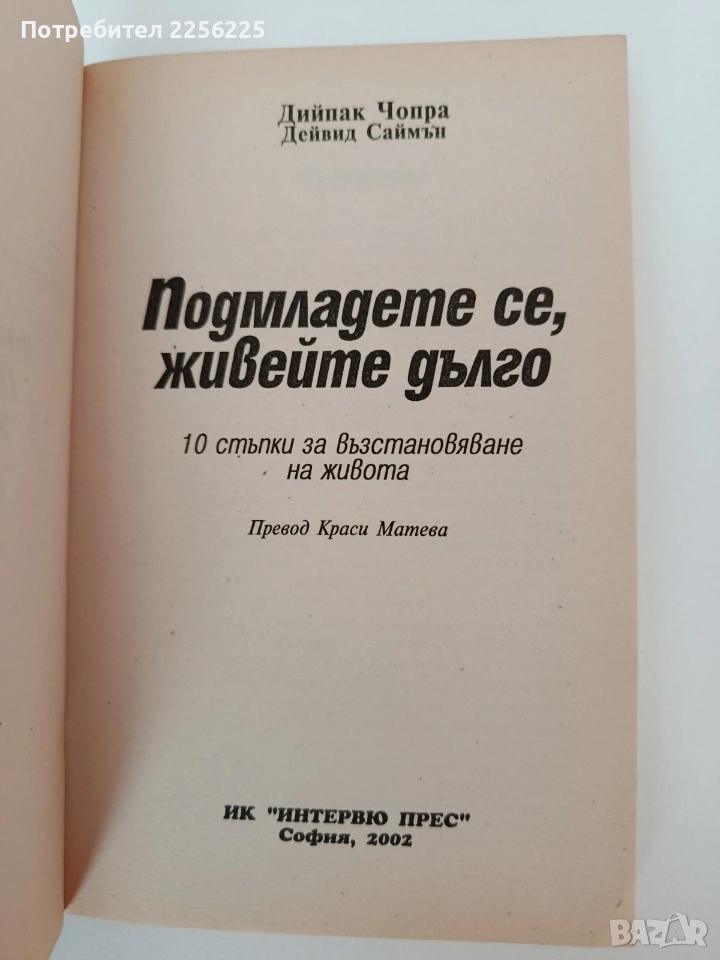 Потребител 2256225
Дийпак Чопра
Дейвид Саймън
Подмладете се,
живейте дълго
10 стъпки за възстановяване
на живота
Превод Краси Матева
ИК "ИНТЕРВЮ ПРЕС"
София, 2002
BAZAR